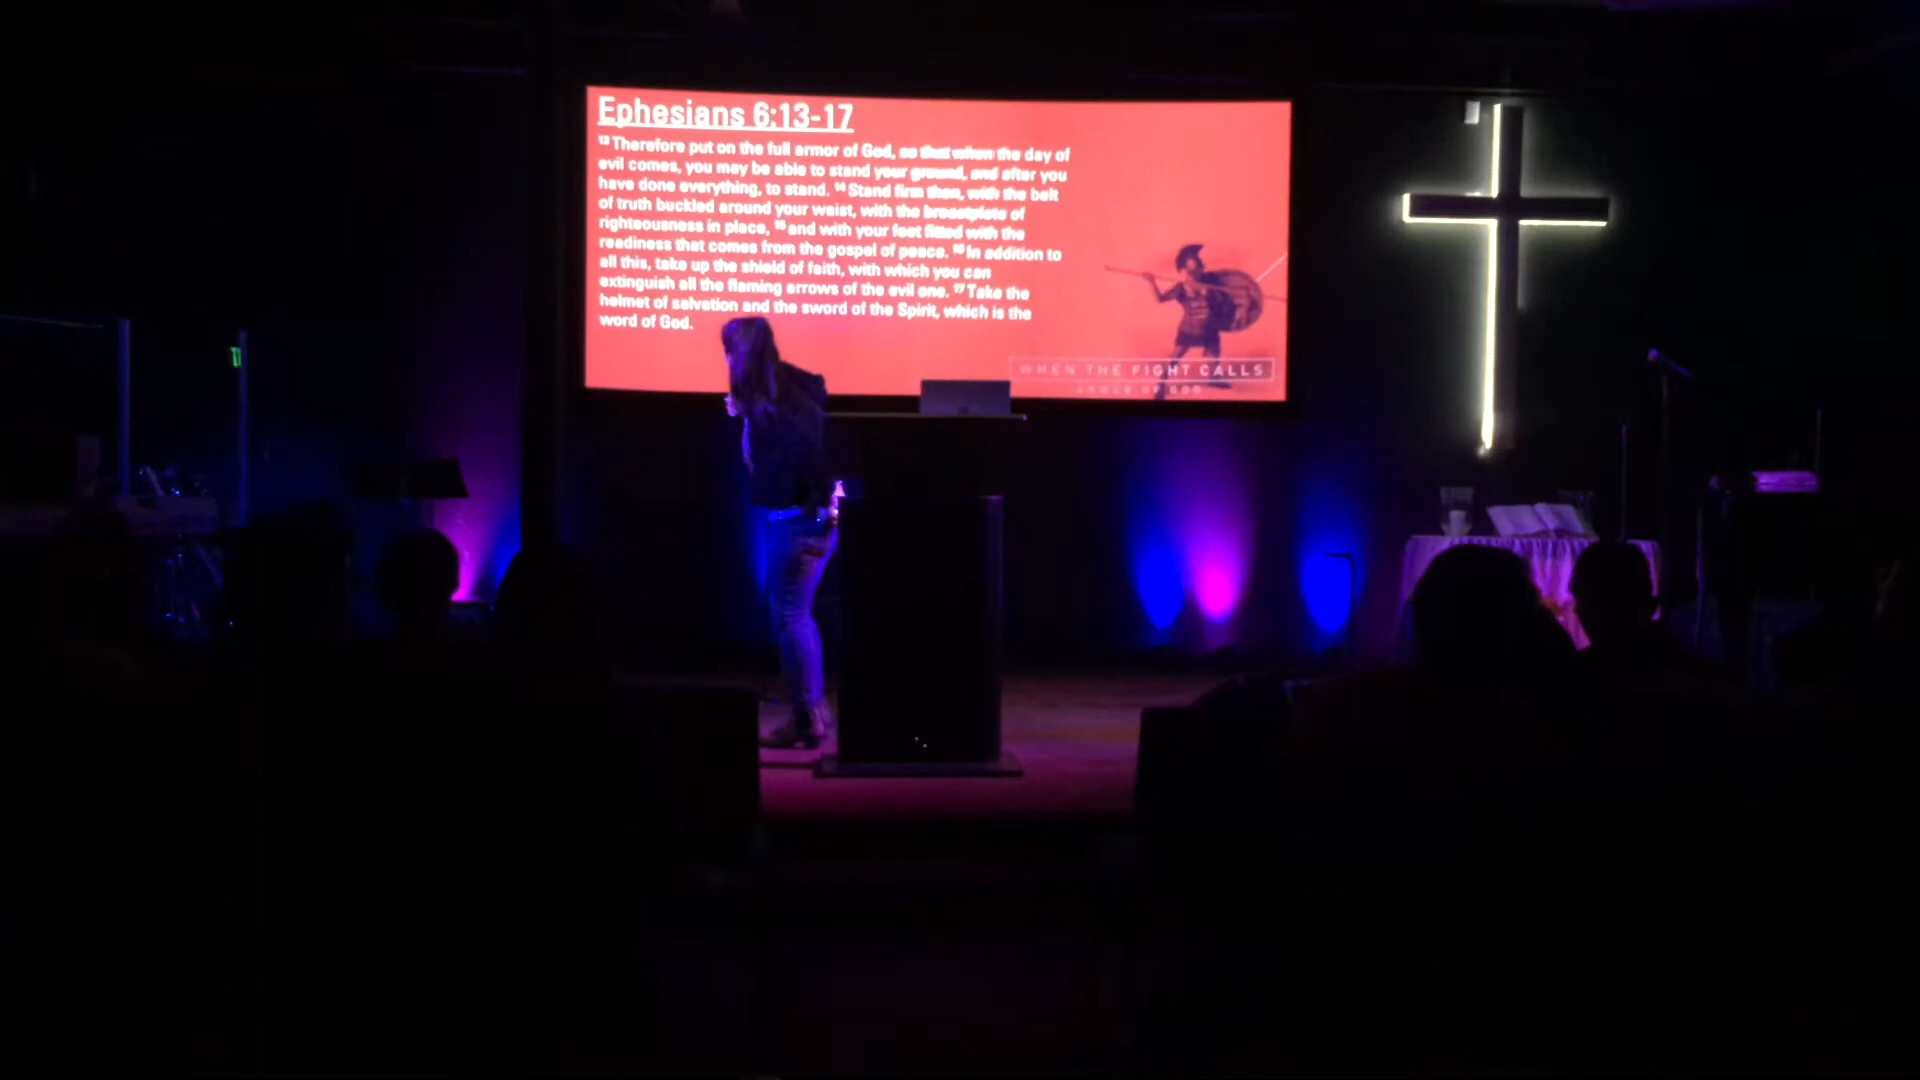 Ephesians 6:13-17
13 Therefore put on the full armor of God, so that when the day of
evil comes, you may be able to stand your ground, and after you
have done everything, to stand. 14 Stand firm then, with the belt
of truth buckled around your waist, with the breastplate of
righteousness in place, 15 and with your feet fitted with the
readiness that comes from the gospel of peace. 16 In addition to
all this, take up the shield of faith, with which you can
extinguish all the flaming arrows of the evil one. 17 Take the
helmet of salvation and the sword of the Spirit, which is the
word of God.
WHEN THE FIGHT CALLS
ARMOR OF GOD